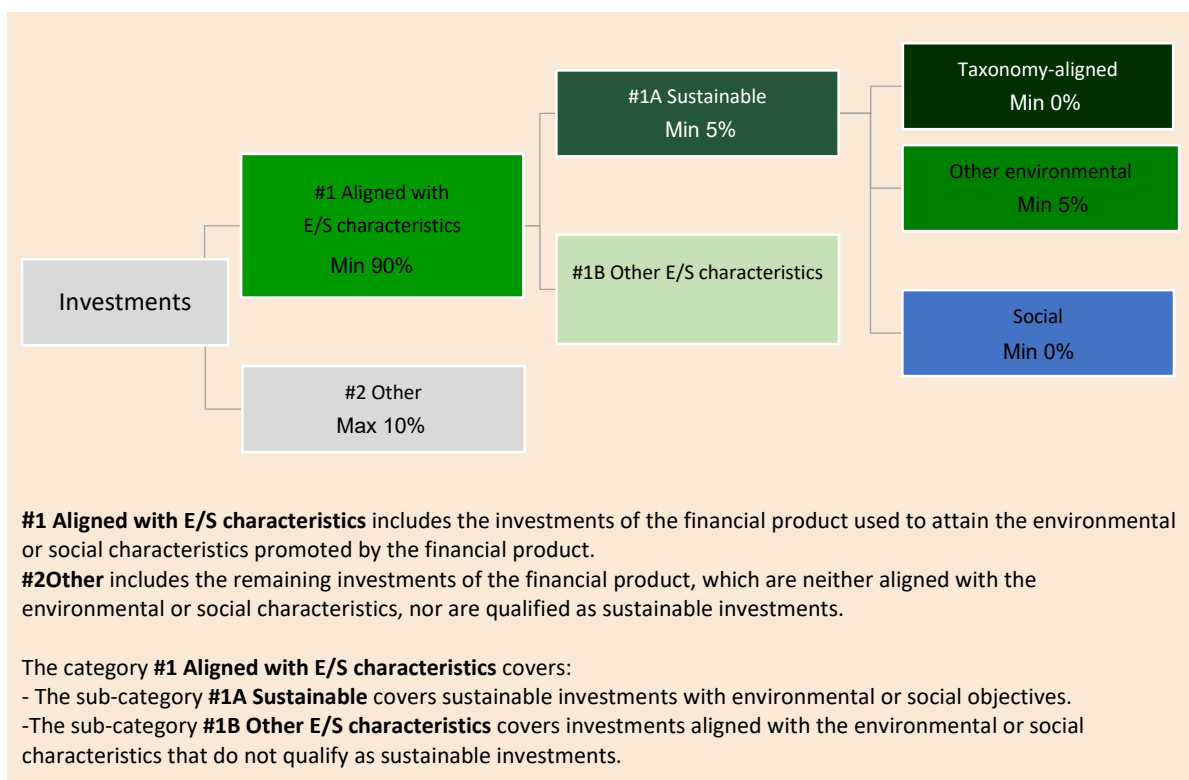 Investments
#1 Aligned with
E/S characteristics
Min 90%
#2 Other
Max 10%
#1A Sustainable
Min 5%
#1B Other E/S characteristics
Taxonomy-aligned
Min 0%
Other environmental
Min 5%
Social
Min 0%
#1 Aligned with E/S characteristics includes the investments of the financial product used to attain the environmental
or social characteristics promoted by the financial product.
#2Other includes the remaining investments of the financial product, which are neither aligned with the
environmental or social characteristics, nor are qualified as sustainable investments.
The category #1 Aligned with E/S characteristics covers:
- The sub-category #1A Sustainable covers sustainable investments with environmental or social objectives.
-The sub-category #1B Other E/S characteristics covers investments aligned with the environmental or social
characteristics that do not qualify as sustainable investments.